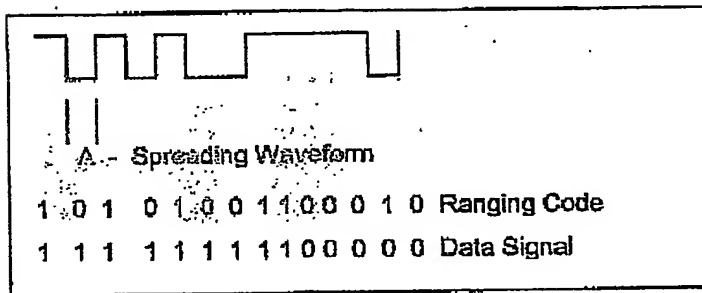 A - Spreading Waveform
1 0 1 0 1 0 0 1 1 0 0 0 1 0 Ranging Code
1 1 1 1 1 1 1 1 1 0 0 0 0 0 Data Signal